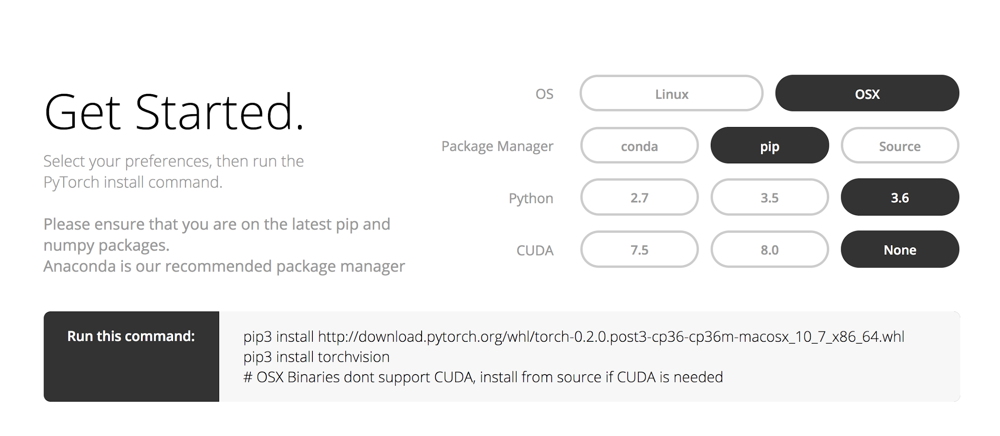 Get Started.
Select your preferences, then run the
PyTorch install command.
Please ensure that you are on the latest pip and
numpy packages.
Anaconda is our recommended package manager
OS Linux OSX
Package Manager conda pip Source
Python 2.7 3.5 3.6
CUDA 7.5 8.0 None
Run this command:
pip3 install http://download.pytorch.org/whl/torch-0.2.0.post3-cp36-cp36m-macosx_10_7_x86_64.whl
pip3 install torchvision
# OSX Binaries dont support CUDA, install from source if CUDA is needed